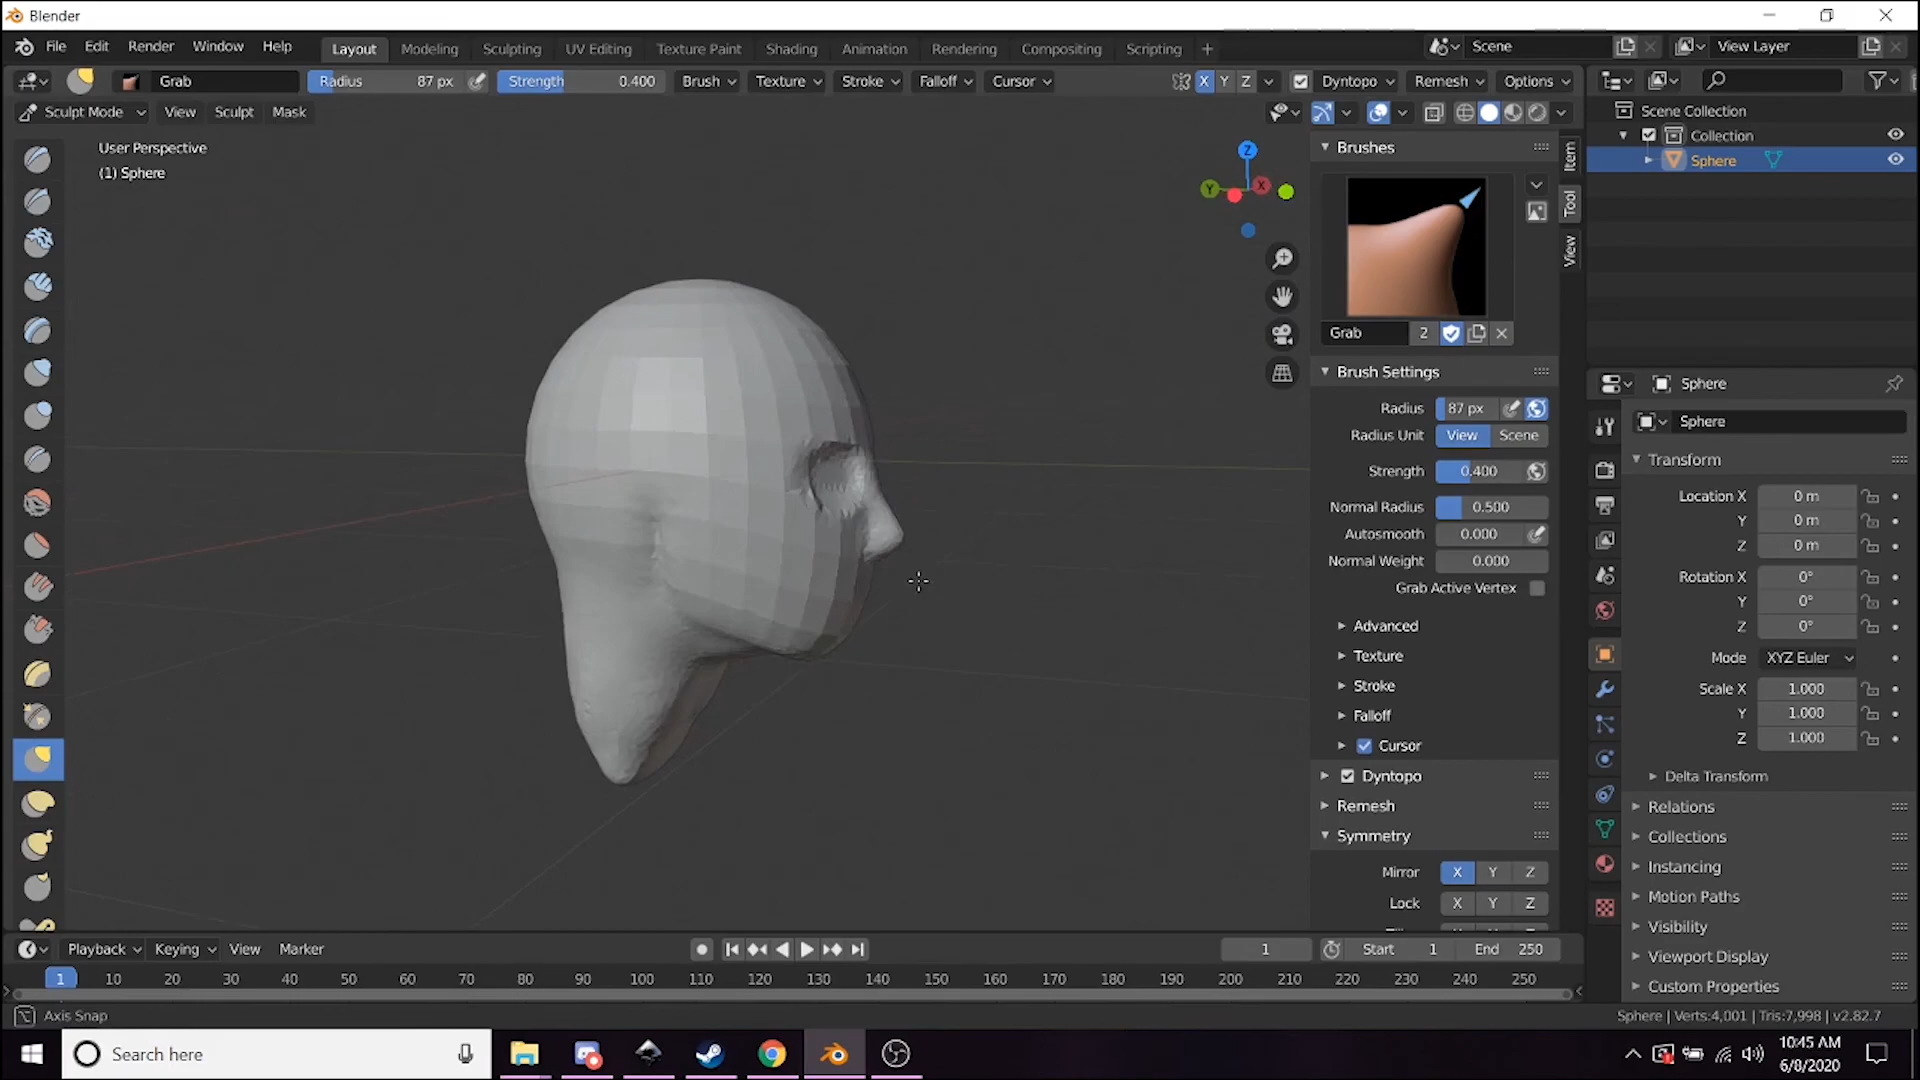 Blender
File Edit Render Window Help Layout Modeling Sculpting UV Editing Texture Paint Shading Animation Rendering Compositing Scripting + Scene View Layer
Grab Radius 87 px Strength 0.400 Brush Texture Stroke Falloff Cursor X Y Z Dyntopo Remesh Options
Sculpt Mode View Sculpt Mask
User Perspective
(1) Sphere
Z
Y X
Brushes
Grab 2
Brush Settings
Radius 87 px
Radius Unit View Scene
Strength 0.400
Normal Radius 0.500
Autosmooth 0.000
Normal Weight 0.000
Grab Active Vertex
Advanced
Texture
Stroke
Falloff
Cursor
Dyntopo
Remesh
Symmetry
Mirror X Y Z
Lock X Y Z
Item
Tool
View
Scene Collection
Collection
Sphere
Sphere
Sphere
Transform
Location X 0 m
Y 0 m
Z 0 m
Rotation X 0°
Y 0°
Z 0°
Mode XYZ Euler
Scale X 1.000
Y 1.000
Z 1.000
Delta Transform
Relations
Collections
Instancing
Motion Paths
Visibility
Viewport Display
Custom Properties
Playback Keying View Marker 1 Start 1 End 250
1 10 20 30 40 50 60 70 80 90 100 110 120 130 140 150 160 170 180 190 200 210 220 230 240 250
Axis Snap
Sphere | Verts:4,001 | Tris:7,998 | v2.82.7
Search here
10:45 AM
6/8/2020